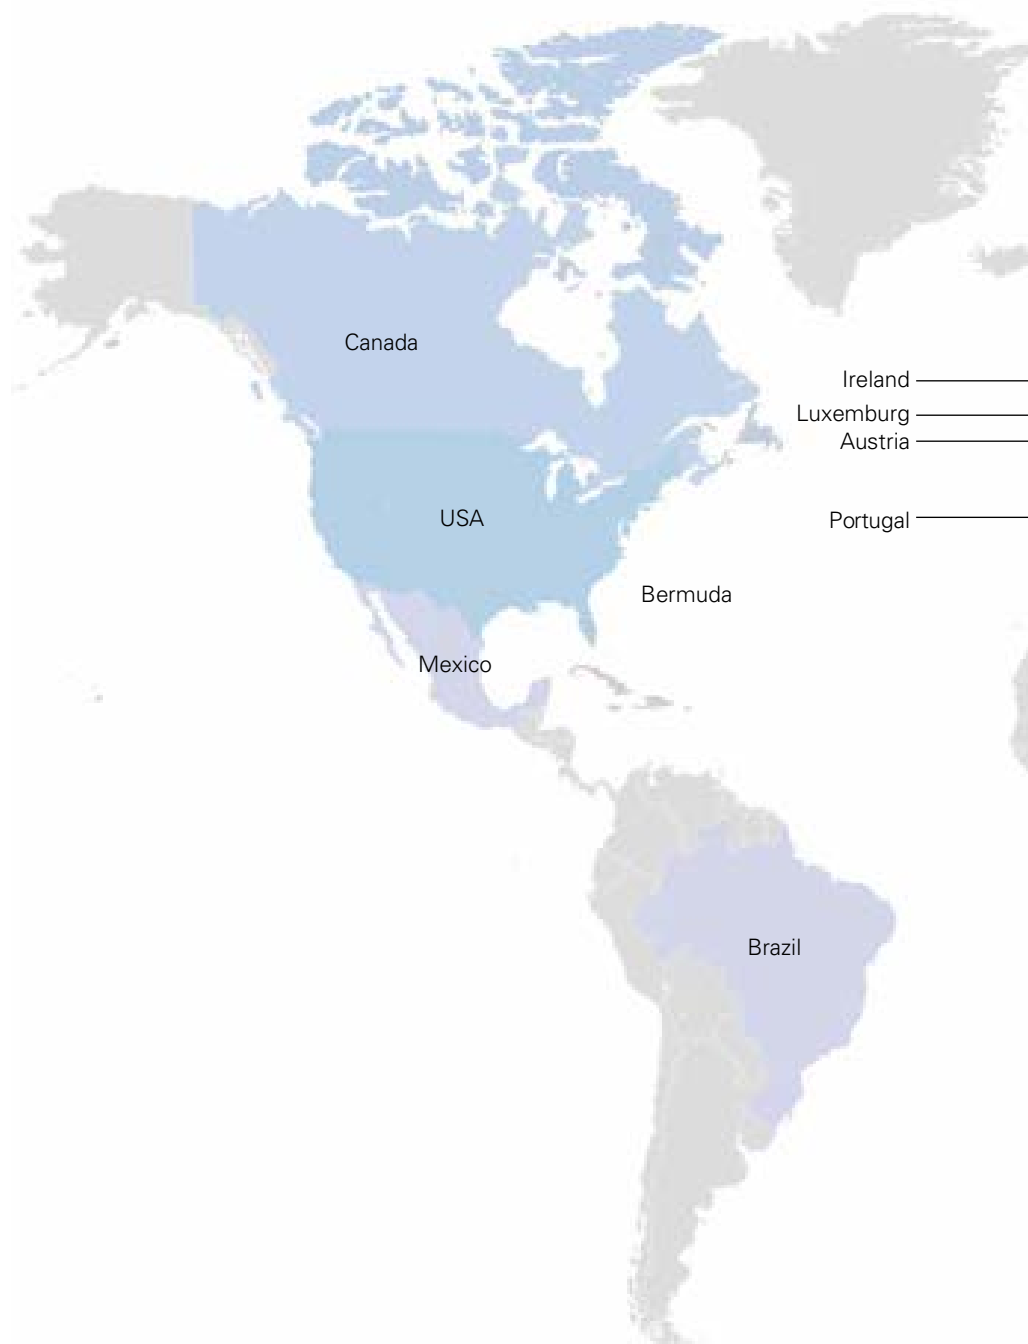 Canada
Ireland
Luxemburg
Austria
USA
Portugal
Bermuda
Mexico
Brazil